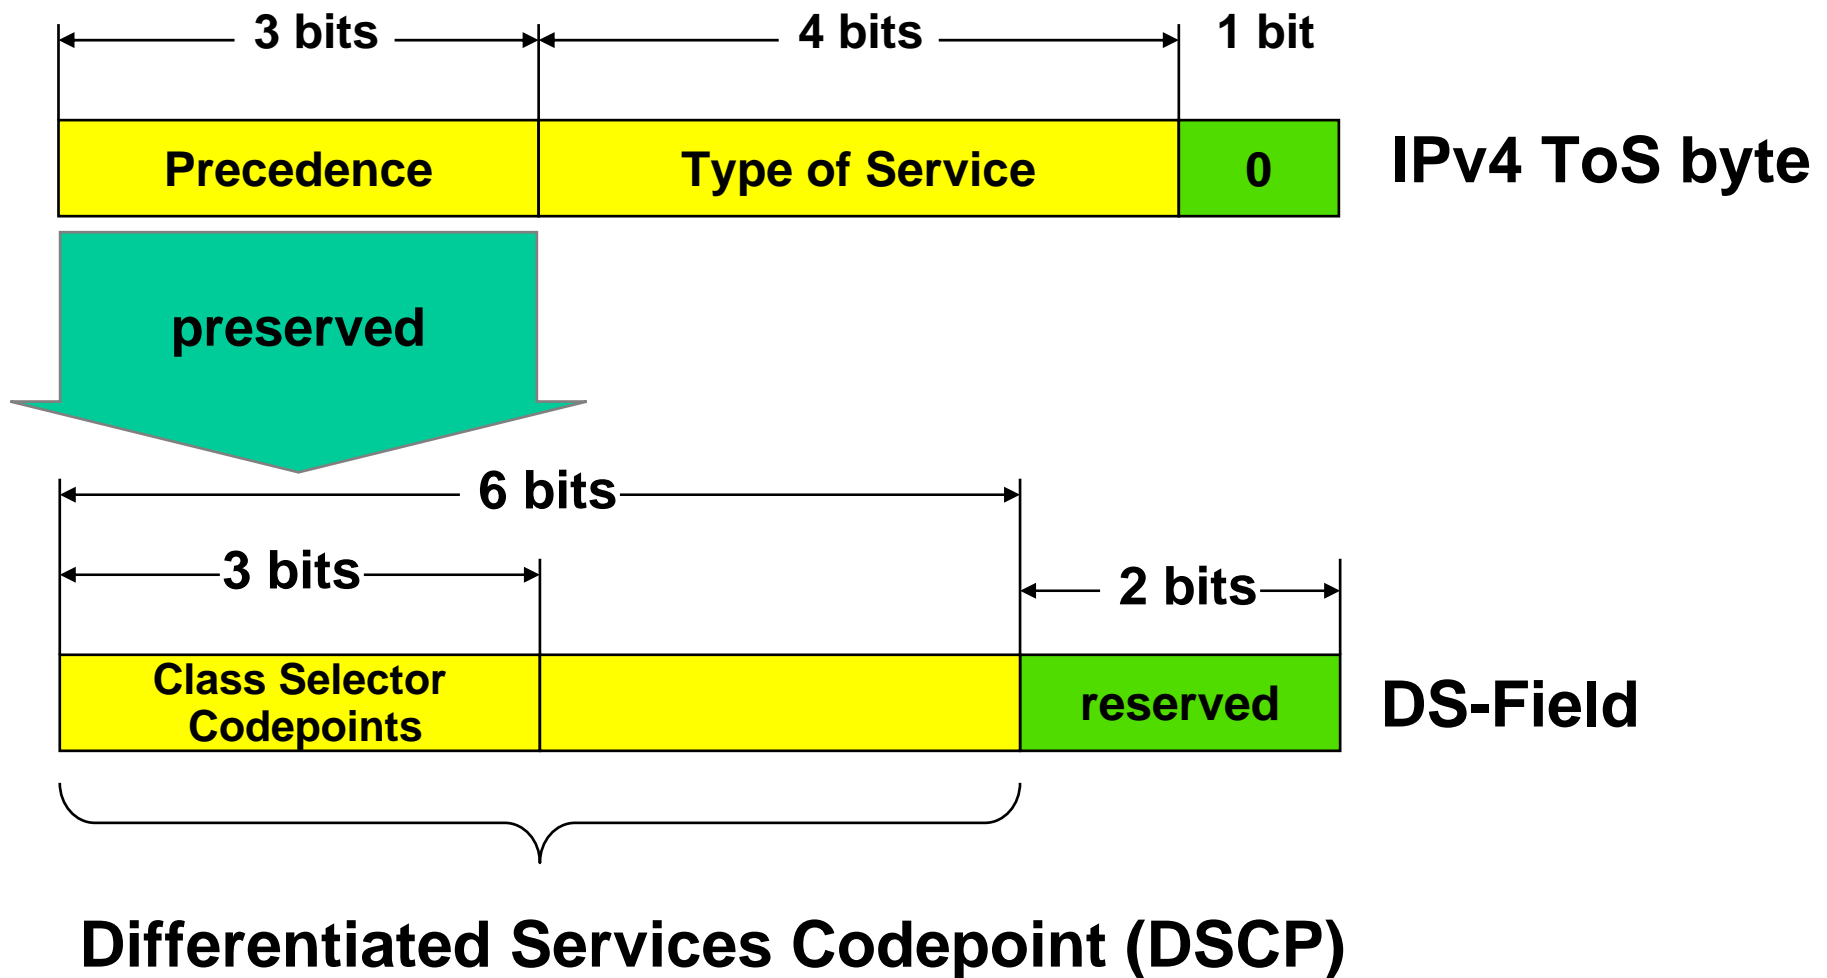 3 bits 4 bits 1 bit
Precedence Type of Service 0 IPv4 ToS byte
preserved
6 bits
3 bits 2 bits
Class Selector
Codepoints
reserved DS-Field
Differentiated Services Codepoint (DSCP)